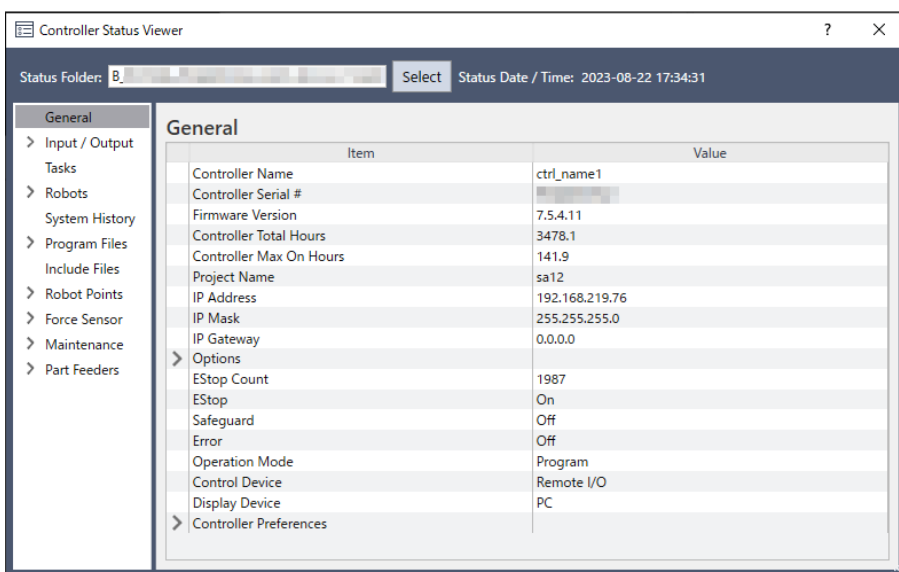 Controller Status Viewer ? ×
Status Folder: B_ Select Status Date / Time: 2023-08-22 17:34:31
General
Input / Output
Tasks
Robots
System History
Program Files
Include Files
Robot Points
Force Sensor
Maintenance
Part Feeders
General
Item Value
Controller Name ctrl_name1
Controller Serial #
Firmware Version 7.5.4.11
Controller Total Hours 3478.1
Controller Max On Hours 141.9
Project Name sa12
IP Address 192.168.219.76
IP Mask 255.255.255.0
IP Gateway 0.0.0.0
Options
EStop Count 1987
EStop On
Safeguard Off
Error Off
Operation Mode Program
Control Device Remote I/O
Display Device PC
Controller Preferences